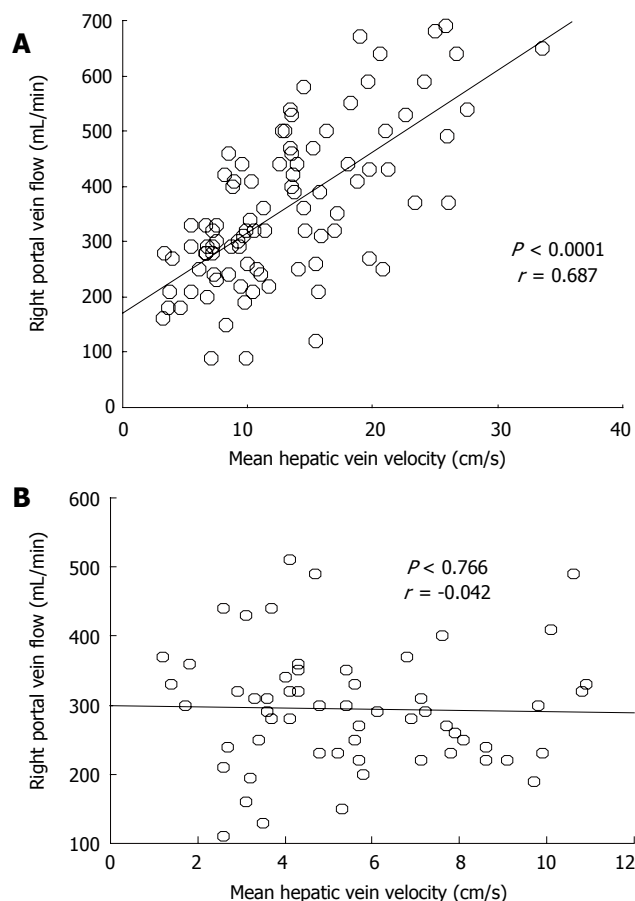 A
700
600
500
400
300
200
100
0
Right portal vein flow (mL/min)
P < 0.0001
r = 0.687
0 10 20 30 40
Mean hepatic vein velocity (cm/s)
B
600
500
400
300
200
100
Right portal vein flow (mL/min)
P < 0.766
r = -0.042
0 2 4 6 8 10 12
Mean hepatic vein velocity (cm/s)